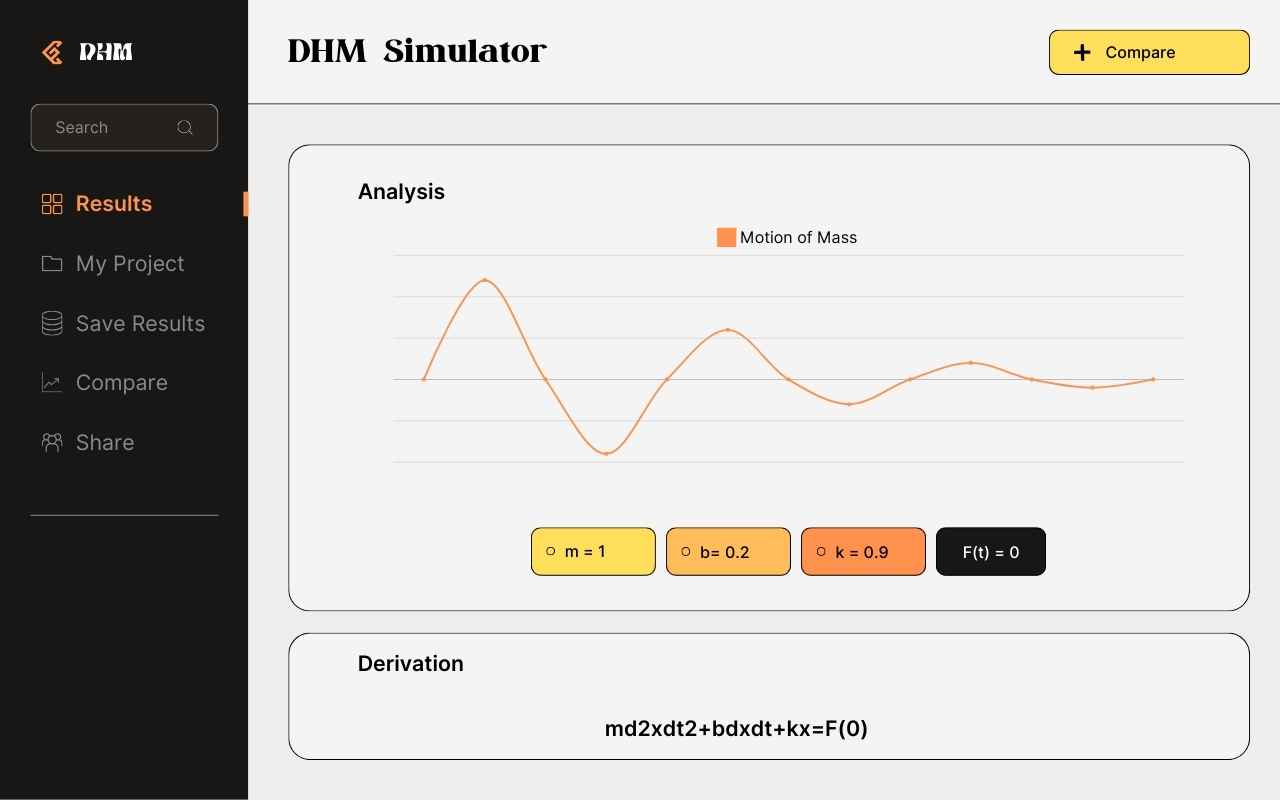 DHM
Search
Results
My Project
Save Results
Compare
Share
DHM Simulator
Compare
Analysis
Motion of Mass
m = 1
b= 0.2
k = 0.9
F(t) = 0
Derivation
md2xdt2+bdxdt+kx=F(0)